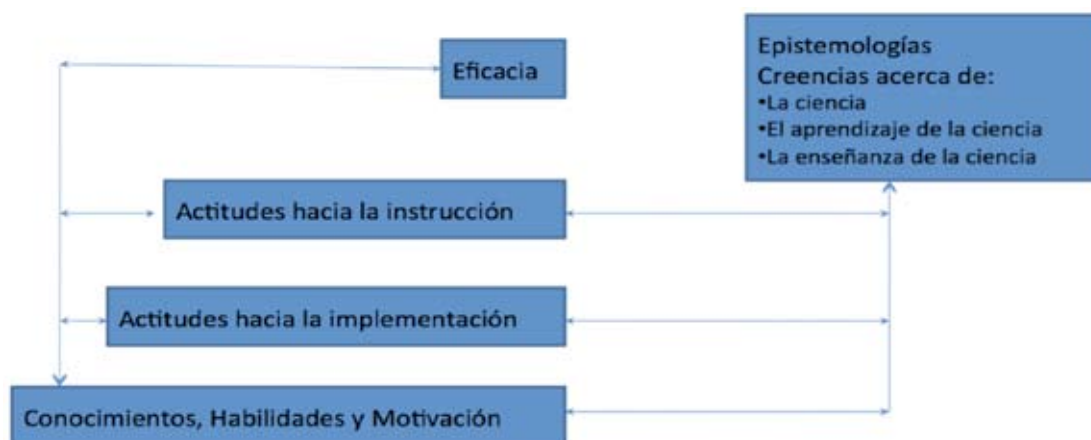 Eficacia
Epistemologías
Creencias acerca de:
•La ciencia
•El aprendizaje de la ciencia
•La enseñanza de la ciencia
Actitudes hacia la instrucción
Actitudes hacia la implementación
Conocimientos, Habilidades y Motivación